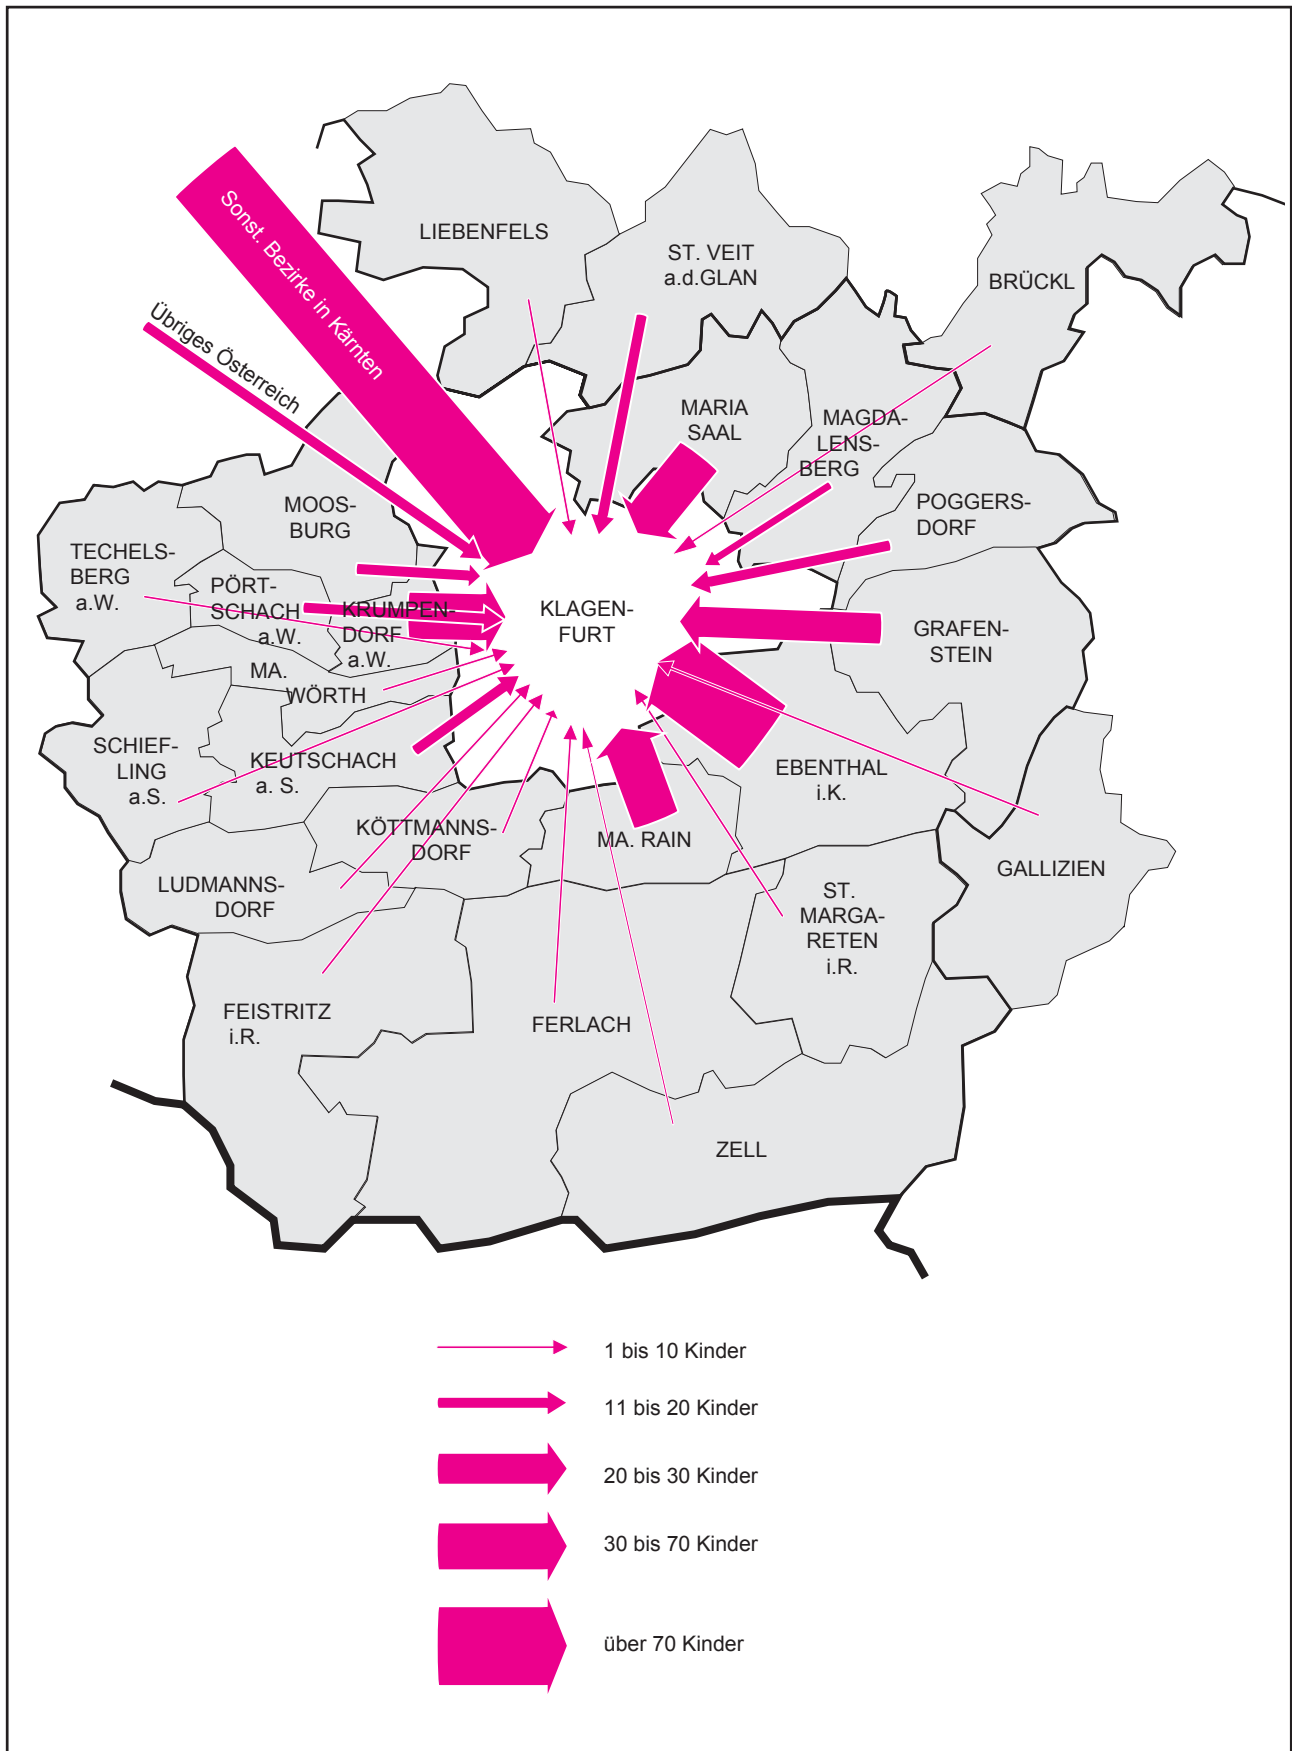 Sonst. Bezirke in Kärnten
Übriges Österreich
LIEBENFELS
ST. VEIT
a.d.GLAN
BRÜCKL
MARIA
SAAL
MAGDA-
LENS-
BERG
POGGERS-
DORF
MOOS-
BURG
TECHELS-
BERG
a.W.
PÖRT-
SCHACH
a.W.
KRUMPEN-
DORF
a.W.
KLAGEN-
FURT
GRAFEN-
STEIN
MA.
WÖRTH
SCHIEF-
LING
a.S.
KEUTSCHACH
a. S.
EBENTHAL
i.K.
KÖTTMANNS-
DORF
MA. RAIN
GALLIZIEN
LUDMANNS-
DORF
ST.
MARGA-
RETEN
i.R.
FEISTRITZ
i.R.
FERLACH
ZELL
1 bis 10 Kinder
11 bis 20 Kinder
20 bis 30 Kinder
30 bis 70 Kinder
über 70 Kinder